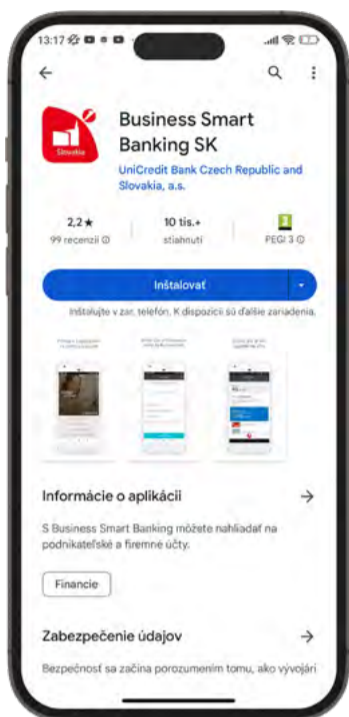 13:17
Slovakia
Business Smart
Banking SK
UniCredit Bank Czech Republic and
Slovakia, a.s.
2,2★
10 tis.+
3
99 recenzií
stiahnutí
PEGI 3
Inštalovať
Inštalujte v zar. telefón. K dispozícii sú ďalšie zariadenia.
Informácie o aplikácii
S Business Smart Banking môžete nahliadať na
podnikateľské a firemné účty.
Financie
Zabezpečenie údajov
Bezpečnosť sa začína porozumením tomu, ako vývojári